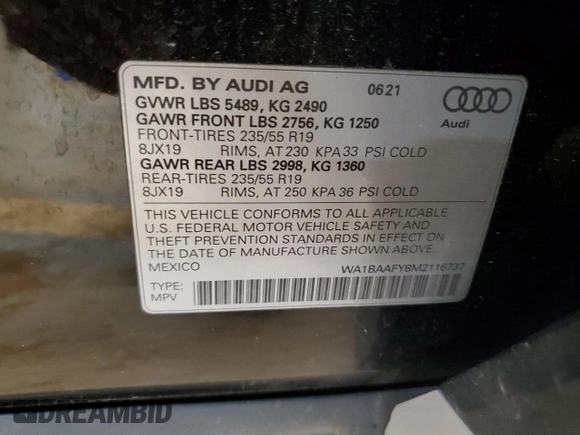 MFD. BY AUDI AG 06 21
GVWR LBS 5489, KG 2490
GAWR FRONT LBS 2756, KG 1250
FRONT-TIRES 235/55 R19
8JX19 RIMS, AT 230 KPA 33 PSI COLD
GAWR REAR LBS 2998, KG 1360
REAR-TIRES 235/55 R19
8JX19 RIMS, AT 250 KPA 36 PSI COLD
Audi
THIS VEHICLE CONFORMS TO ALL APPLICABLE
U.S. FEDERAL MOTOR VEHICLE SAFETY AND
THEFT PREVENTION STANDARDS IN EFFECT ON
THE DATE OF MANUFACTURE SHOWN ABOVE.
MEXICO
WA1BAAFY8M2116737
TYPE:
MPV
DREAMBID